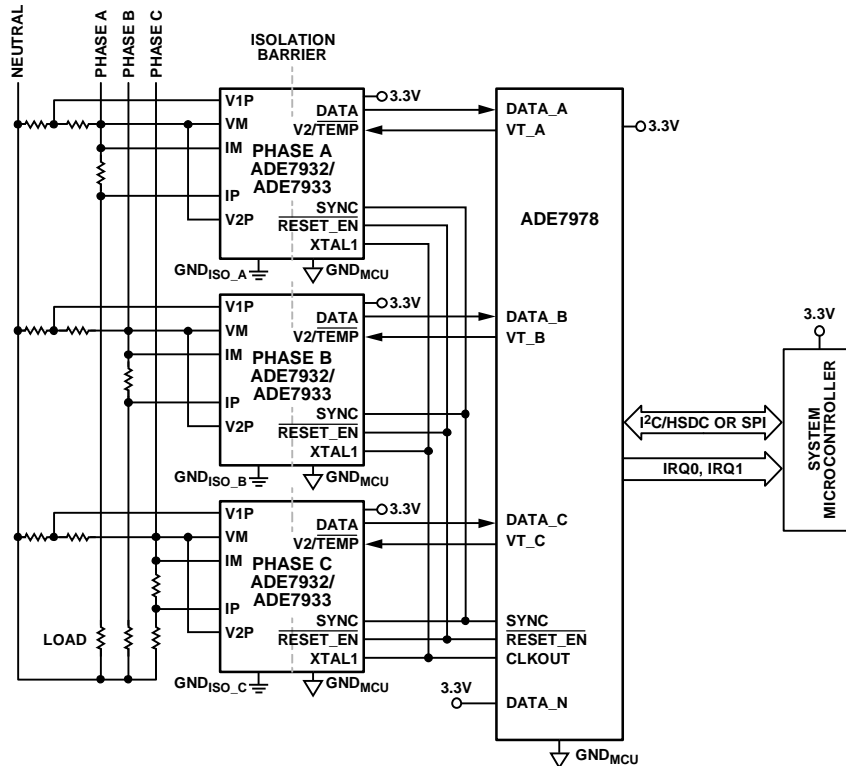 NEUTRAL
PHASE A
PHASE B
PHASE C
ISOLATION
BARRIER
V1P
VM
IM
IP
V2P
3.3V
DATA
V2/TEMP
PHASE A
ADE7932/
ADE7933
SYNC
RESET_EN
XTAL1
GNDISO_A
GNDMCU
V1P
VM
IM
IP
V2P
3.3V
DATA
V2/TEMP
PHASE B
ADE7932/
ADE7933
SYNC
RESET_EN
XTAL1
GNDISO_B
GNDMCU
V1P
VM
IM
IP
V2P
3.3V
DATA
V2/TEMP
PHASE C
ADE7932/
ADE7933
SYNC
RESET_EN
XTAL1
GNDISO_C
GNDMCU
LOAD
DATA_A
VT_A
3.3V
ADE7978
DATA_B
VT_B
DATA_C
VT_C
SYNC
RESET_EN
CLKOUT
3.3V
DATA_N
GNDMCU
I2C/HSDC OR SPI
IRQ0, IRQ1
3.3V
SYSTEM
MICROCONTROLLER